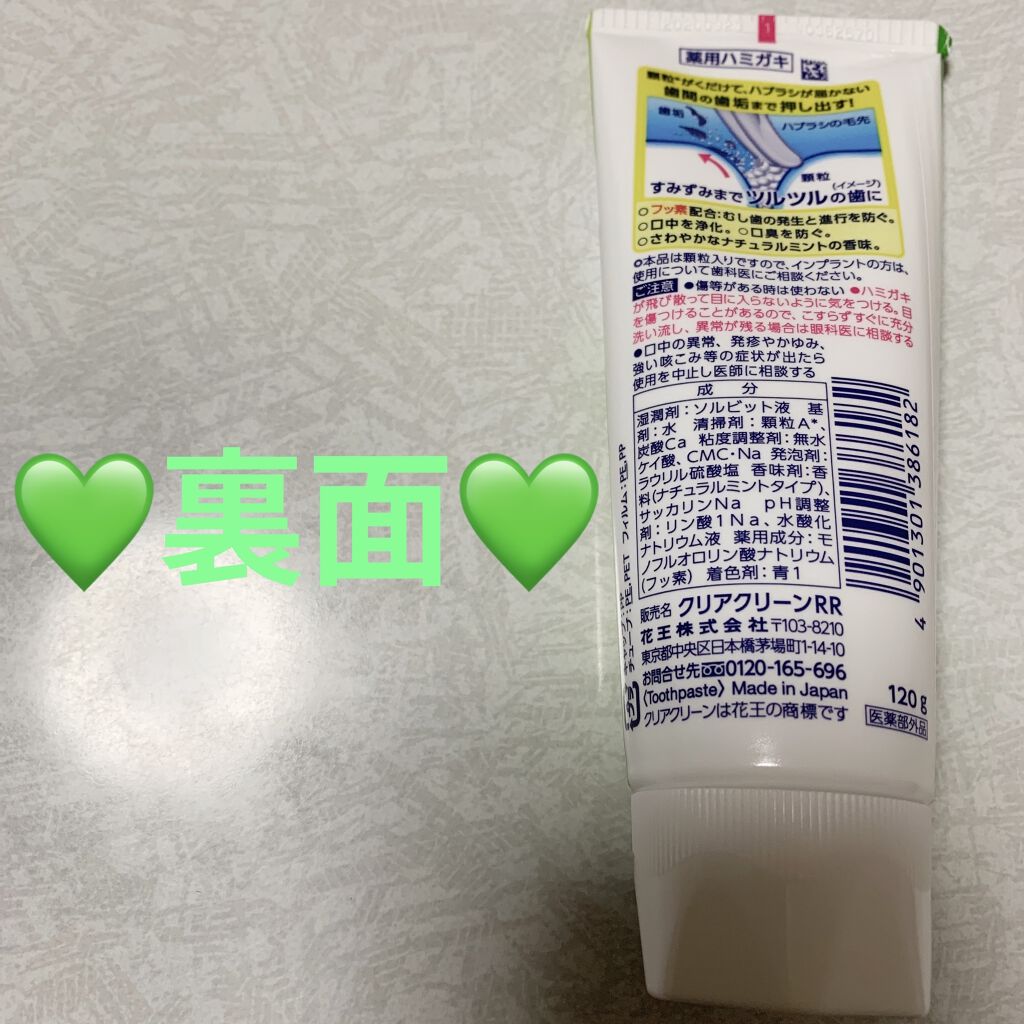 薬用ハミガキ
顆粒*がくだけて、ハブラシが届かない
歯間の歯垢まで押し出す!
歯垢
ハブラシの毛先
顆粒
(イメージ)
すみずみまでツルツルの歯に
○フッ素配合:むし歯の発生と進行を防ぐ。
○口中を浄化。○口臭を防ぐ。
○さわやかなナチュラルミントの香味。
○本品は顆粒入りですので、インプラントの方は、
使用について歯科医にご相談ください。
ご注意 ●傷等がある時は使わない ●ハミガキ
が飛び散って目に入らないように気をつける。目
を傷つけることがあるので、こすらずすぐに充分
洗い流し、異常が残る場合は眼科医に相談する
●口中の異常、発疹やかゆみ、
強い咳こみ等の症状が出たら
使用を中止し医師に相談する
成分
湿潤剤:ソルビット液 基
剤:水 清掃剤:顆粒A*、
炭酸Ca 粘度調整剤:無水
ケイ酸、CMC・Na 発泡剤:
ラウリル硫酸塩 香味剤:香
料(ナチュラルミントタイプ)、
サッカリンNa pH調整
剤:リン酸1Na、水酸化
ナトリウム液 薬用成分:モ
ノフルオロリン酸ナトリウム
(フッ素) 着色剤:青1
4 901301 386182
販売名 クリアクリーンRR
花王株式会社 〒103-8210
東京都中央区日本橋茅場町1-14-10
お問合せ先 0120-165-696
〈Toothpaste〉 Made in Japan
クリアクリーンは花王の商標です
120g
医薬部外品
プラ
チューブ:PE,PET フィルム:PE,PP
裏面